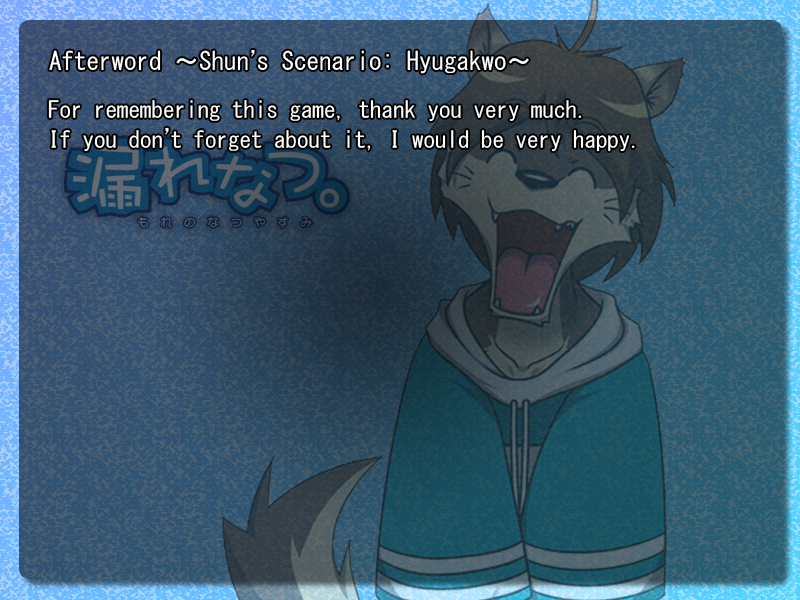 Afterword ～Shun's Scenario: Hyugakwo～
For remembering this game, thank you very much.
If you don't forget about it, I would be very happy.
漏れなつ。
もれのなつやすみ